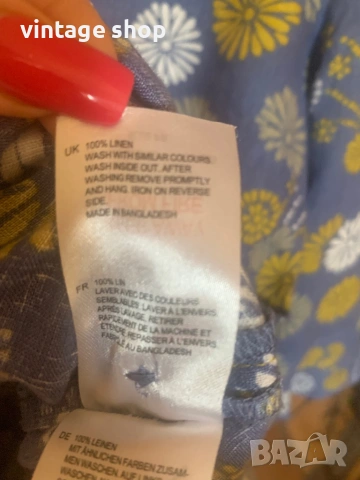 vintage shop
UK
100% LINEN
WASH WITH SIMILAR COLOURS.
WASH INSIDE OUT. AFTER
WASHING REMOVE PROMPTLY
AND HANG. IRON ON REVERSE
SIDE.
MADE IN BANGLADESH
FR
100% LIN
LAVER AVEC DES COULEURS
SEMBLABLES. LAVER A L'ENVERS.
APRÈS LAVAGE, RETIRER
RAPIDEMENT DE LA MACHINE ET
ÉTENDRE. REPASSER À L'ENVERS.
FABRIQUÉ AU BANGLADESH
DE
100% LEINEN
MIT ÄHNLICHEN FARBEN ZUSAM-
MEN WASCHEN. AUF LINKS
BAZAR